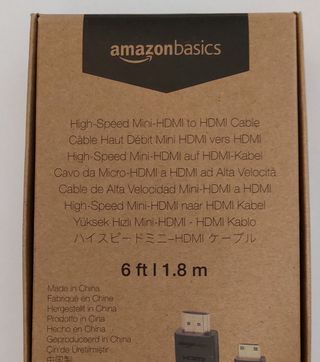 amazonbasics
High-Speed Mini-HDMI to HDMI Cable
Câble Haut Débit Mini HDMI vers HDMI
High-Speed Mini-HDMI auf HDMI-Kabel
Cavo da Micro-HDMI a HDMI ad Alta Velocità
Cable de Alta Velocidad Mini-HDMI a HDMI
High-Speed Mini-HDMI naar HDMI Kabel
Yüksek Hızlı Mini-HDMI - HDMI Kablo
ハイスピードミニ-HDMI ケーブル
6 ft | 1.8 m
Made in China
Fabriqué en Chine
Hergestellt in China
Prodotto in Cina
Hecho en China
Geproduceerd in China
Çin'de Üretilmiştir
中国製